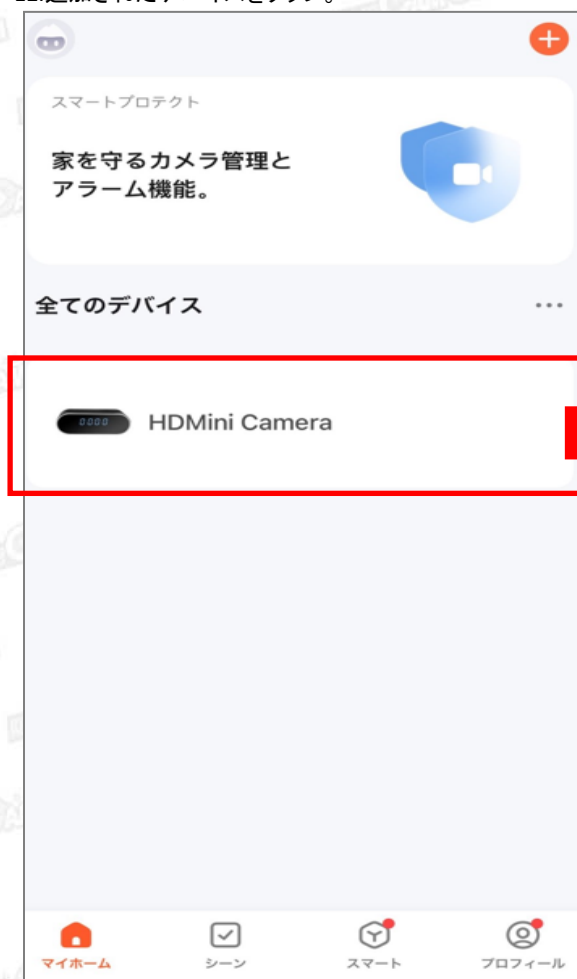 スマートプロテクト
家を守るカメラ管理と
アラーム機能。
全てのデバイス
HDMini Camera
マイホーム
シーン
スマート
プロフィール